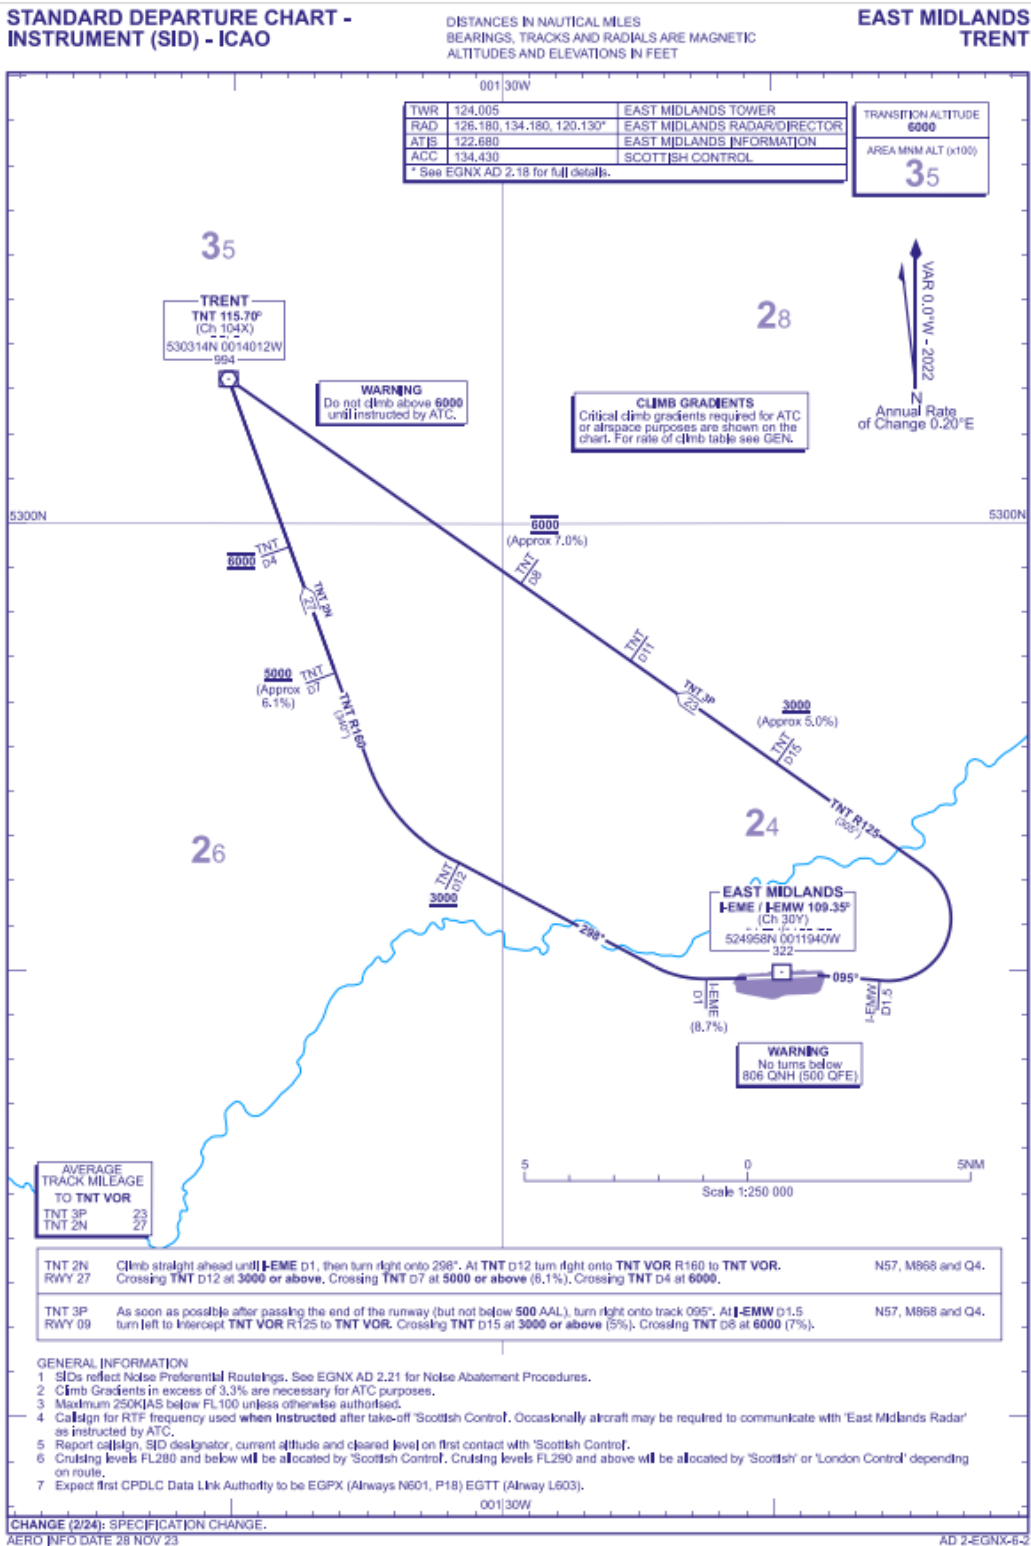 STANDARD DEPARTURE CHART -
INSTRUMENT (SID) - ICAO
DISTANCES IN NAUTICAL MILES
BEARINGS, TRACKS AND RADIALS ARE MAGNETIC
ALTITUDES AND ELEVATIONS IN FEET
EAST MIDLANDS
TRENT
001 30W
TWR 124.005 EAST MIDLANDS TOWER
RAD 126.180, 134.180, 120.130* EAST MIDLANDS RADAR/DIRECTOR
ATIS 122.680 EAST MIDLANDS INFORMATION
ACC 134.430 SCOTTISH CONTROL
* See EGNX AD 2.18 for full details.
TRANSITION ALTITUDE
6000
AREA MNM ALT (x100)
35
35
28
VAR 0.0°W - 2022
N
Annual Rate
of Change 0.20°E
TRENT
TNT 115.70°
(Ch 104X)
530314N 0014012W
994
WARNING
Do not climb above 6000
until instructed by ATC.
CLIMB GRADIENTS
Critical climb gradients required for ATC
or airspace purposes are shown on the
chart. For rate of climb table see GEN.
5300N
5300N
6000
(Approx 7.0%)
TNT
D8
6000
TNT
D4
TNT 2N
27
TNT
D11
5000
(Approx
6.1%)
TNT
D7
TNT 3P
23
3000
(Approx 5.0%)
TNT
D15
TNT R160
(340°)
TNT R125
(305°)
26
24
TNT
D12
3000
EAST MIDLANDS
I-EME / I-EMW 109.35°
(Ch 30Y)
524958N 0011940W
322
298°
095°
I-EME
D1
(8.7%)
I-EMW
D1.5
WARNING
No turns below
806 QNH (500 QFE)
5 0 5NM
Scale 1:250 000
AVERAGE
TRACK MILEAGE
TO TNT VOR
TNT 3P 23
TNT 2N 27
TNT 2N Climb straight ahead until I-EME D1, then turn right onto 298°. At TNT D12 turn right onto TNT VOR R160 to TNT VOR. N57, M868 and Q4.
RWY 27 Crossing TNT D12 at 3000 or above. Crossing TNT D7 at 5000 or above (6.1%). Crossing TNT D4 at 6000.
TNT 3P As soon as possible after passing the end of the runway (but not below 500 AAL), turn right onto track 095°. At I-EMW D1.5 N57, M868 and Q4.
RWY 09 turn left to intercept TNT VOR R125 to TNT VOR. Crossing TNT D15 at 3000 or above (5%). Crossing TNT D8 at 6000 (7%).
GENERAL INFORMATION
1 SIDs reflect Noise Preferential Routeings. See EGNX AD 2.21 for Noise Abatement Procedures.
2 Climb Gradients in excess of 3.3% are necessary for ATC purposes.
3 Maximum 250KIAS below FL100 unless otherwise authorised.
4 Callsign for RTF frequency used when instructed after take-off 'Scottish Control'. Occasionally aircraft may be required to communicate with 'East Midlands Radar'
as instructed by ATC.
5 Report callsign, SID designator, current altitude and cleared level on first contact with 'Scottish Control'.
6 Cruising levels FL280 and below will be allocated by 'Scottish Control'. Cruising levels FL290 and above will be allocated by 'Scottish' or 'London Control' depending
on route.
7 Expect first CPDLC Data Link Authority to be EGPX (Airways N601, P18) EGTT (Airway L603).
001 30W
CHANGE (2/24): SPECIFICATION CHANGE.
AERO INFO DATE 28 NOV 23
AD 2-EGNX-6-2